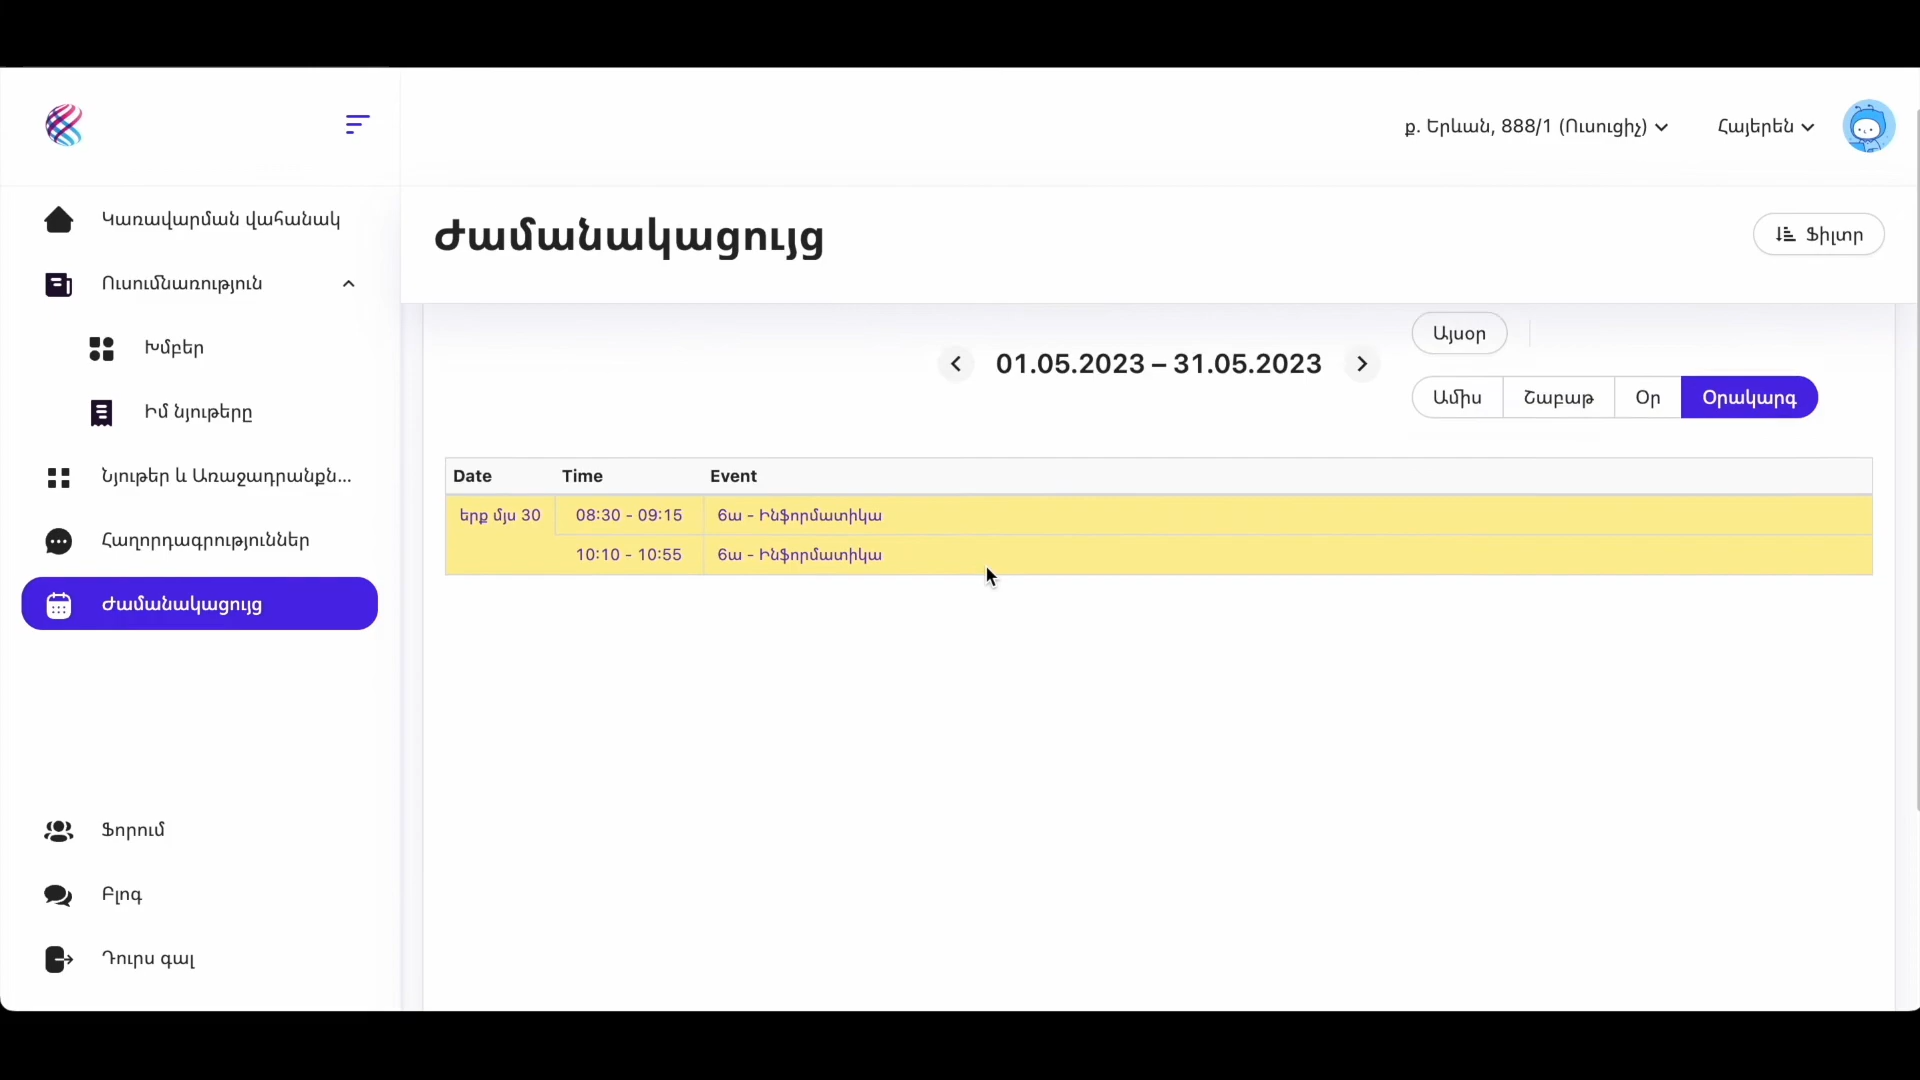 ք. Երևան, 888/1 (Ուսուցիչ)
Հայերեն
Կառավարման վահանակ
Ուսումնառություն
Խմբեր
Իմ նյութերը
Նյութեր և Առաջադրանքն...
Հաղորդագրություններ
Ժամանակացույց
Ֆորում
Բլոգ
Դուրս գալ
Ժամանակացույց
Ֆիլտր
01.05.2023 – 31.05.2023
Այսօր
Ամիս Շաբաթ Օր Օրակարգ
Date Time Event
երք մյս 30 08:30 - 09:15 6ա - Ինֆորմատիկա
10:10 - 10:55 6ա - Ինֆորմատիկա